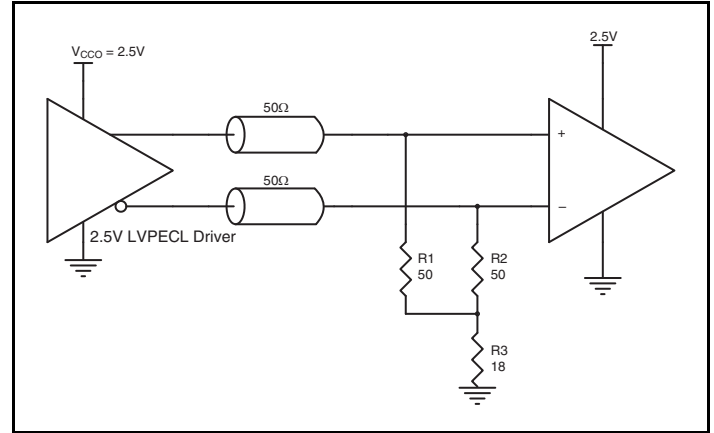 V_CCO = 2.5V
2.5V
50Ω
50Ω
+
–
2.5V LVPECL Driver
R1
50
R2
50
R3
18